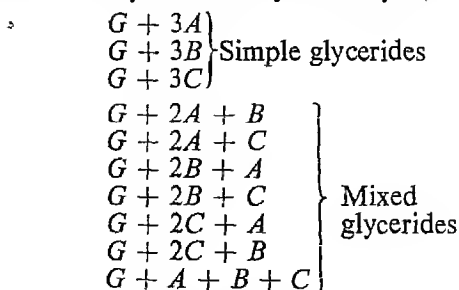 G + 3A
G + 3B } Simple glycerides
G + 3C
G + 2A + B
G + 2A + C
G + 2B + A
G + 2B + C } Mixed
G + 2C + A glycerides
G + 2C + B
G + A + B + C